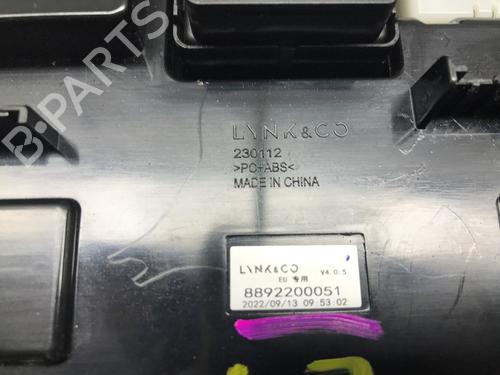 LYNK&CO
230112
>PC+ABS<
MADE IN CHINA
LYNK&CO V4.0.5
EU 专用
8892200051
2022/09/13 09:53:02
B-PARTS